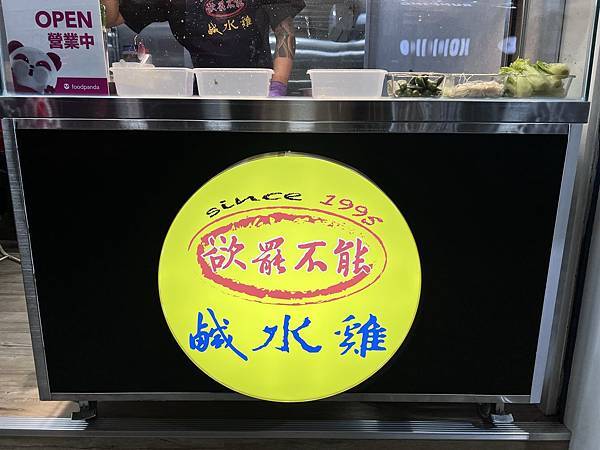 OPEN
營業中
foodpanda
欲罷不能
鹹水雞
since 1995
欲罷不能
鹹水雞